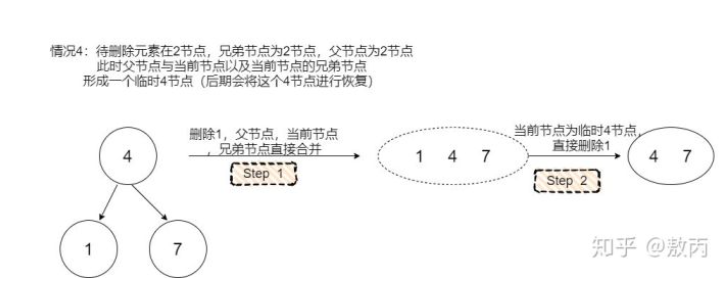 情况4：待删除元素在2节点，兄弟节点为2节点，父节点为2节点
此时父节点与当前节点以及当前节点的兄弟节点
形成一个临时4节点（后期会将这个4节点进行恢复）
删除1，父节点，当前节点
，兄弟节点直接合并
当前节点为临时4节点，
直接删除1
4
1 4 7
4 7
Step 1
Step 2
1
7
知乎 @敖丙